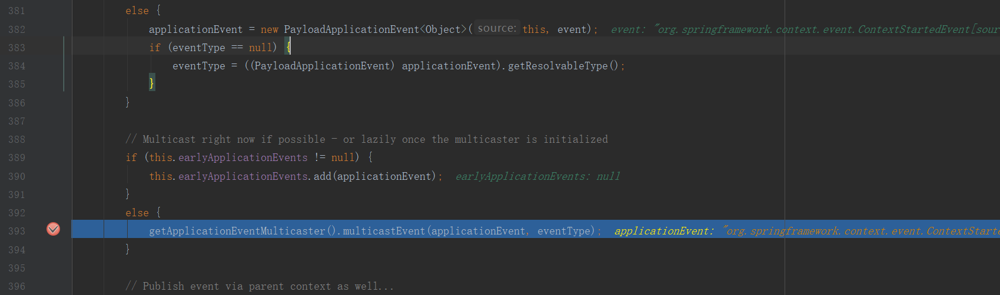 381 else {
382 applicationEvent = new PayloadApplicationEvent<Object>( source: this, event); event: "org.springframework.context.event.ContextStartedEvent[sour
383 if (eventType == null) {
384 eventType = ((PayloadApplicationEvent) applicationEvent).getResolvableType();
385 }
386 }
387
388 // Multicast right now if possible - or lazily once the multicaster is initialized
389 if (this.earlyApplicationEvents != null) {
390 this.earlyApplicationEvents.add(applicationEvent); earlyApplicationEvents: null
391 }
392 else {
393 getApplicationEventMulticaster().multicastEvent(applicationEvent, eventType); applicationEvent: "org.springframework.context.event.ContextStarte
394 }
395
396 // Publish event via parent context as well...